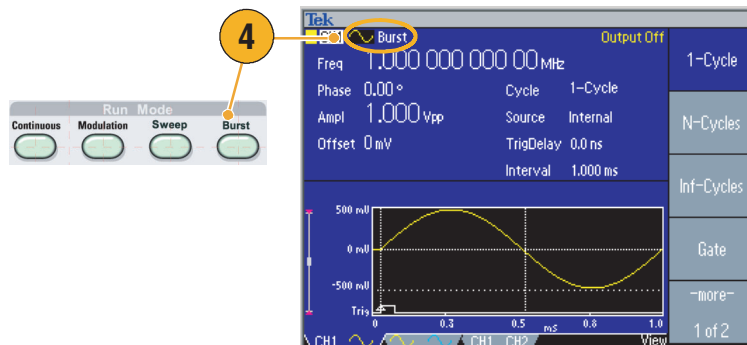 4
Run Mode
Continuous Modulation Sweep Burst
Tek
Burst Output Off
Freq 1.000 000 000 00 MHz
Phase 0.00 °
Cycle 1-Cycle
Ampl 1.000 Vpp
Source Internal
Offset 0 mV
TrigDelay 0.0 ns
Interval 1.000 ms
1-Cycle
N-Cycles
Inf-Cycles
Gate
-more-
1 of 2
500 mV
0 mV
-500 mV
Trig
0 0.3 0.5 ms 0.8 1.0
CH1 CH1 CH2 View